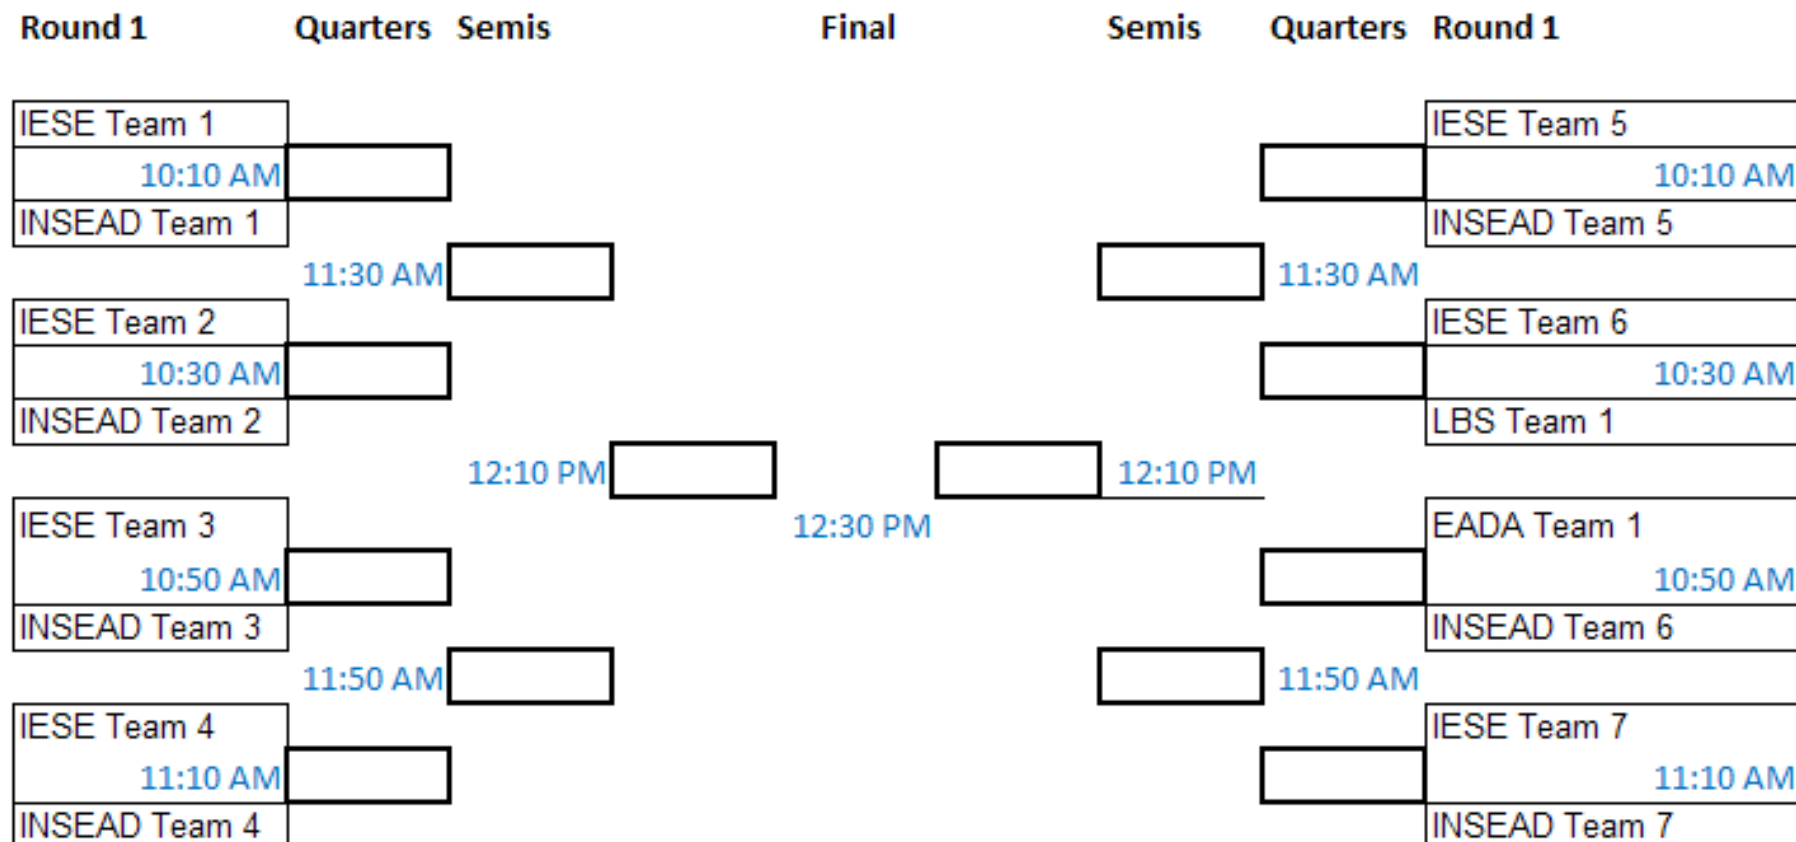 Round 1 Quarters Semis Final Semis Quarters Round 1
IESE Team 1 IESE Team 5
10:10 AM 10:10 AM
INSEAD Team 1 INSEAD Team 5
11:30 AM 11:30 AM
IESE Team 2 IESE Team 6
10:30 AM 10:30 AM
INSEAD Team 2 LBS Team 1
12:10 PM 12:10 PM
IESE Team 3 12:30 PM EADA Team 1
10:50 AM 10:50 AM
INSEAD Team 3 INSEAD Team 6
11:50 AM 11:50 AM
IESE Team 4 IESE Team 7
11:10 AM 11:10 AM
INSEAD Team 4 INSEAD Team 7